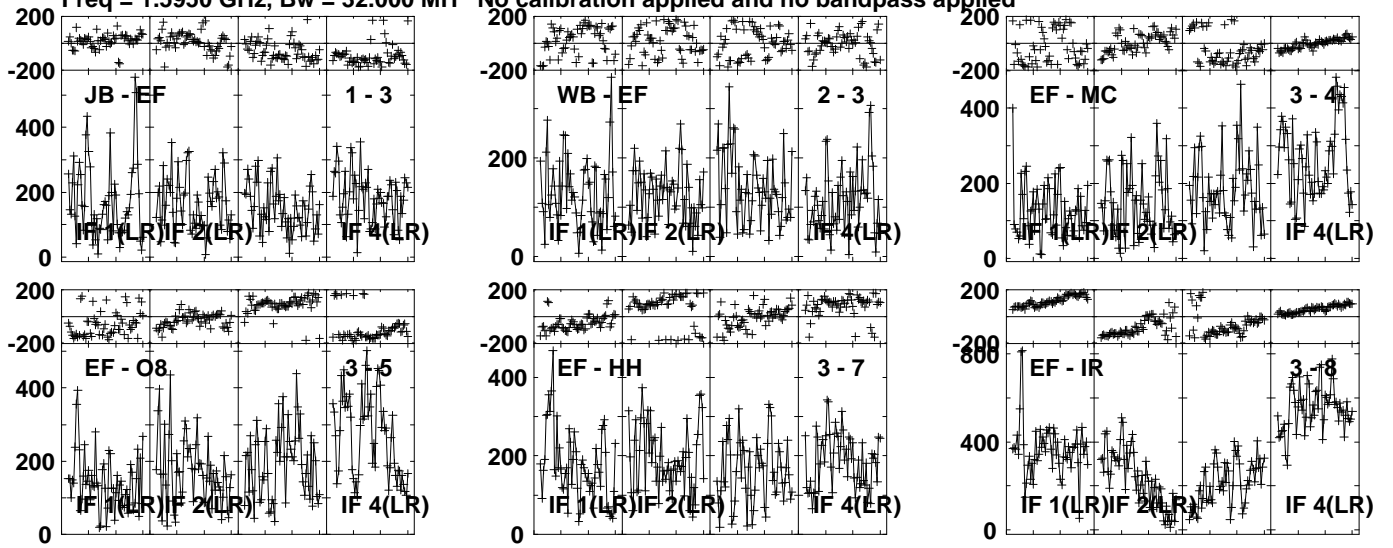 Freq = 1.5950 GHz, Bw = 32.000 MH No calibration applied and no bandpass applied
200
-200
JB - EF 1 - 3
400
200
0
IF 1(LR) IF 2(LR) IF 4(LR)
WB - EF 2 - 3
200
0
IF 1(LR) IF 2(LR) IF 4(LR)
200
-200
EF - MC 3 - 4
400
200
0
IF 1(LR) IF 2(LR) IF 4(LR)
200
-200
EF - O8 3 - 5
400
200
0
IF 1(LR) IF 2(LR) IF 4(LR)
EF - HH 3 - 7
400
200
0
IF 1(LR) IF 2(LR) IF 4(LR)
200
-200
800
EF - IR 3 - 8
400
0
IF 1(LR) IF 2(LR) IF 4(LR)